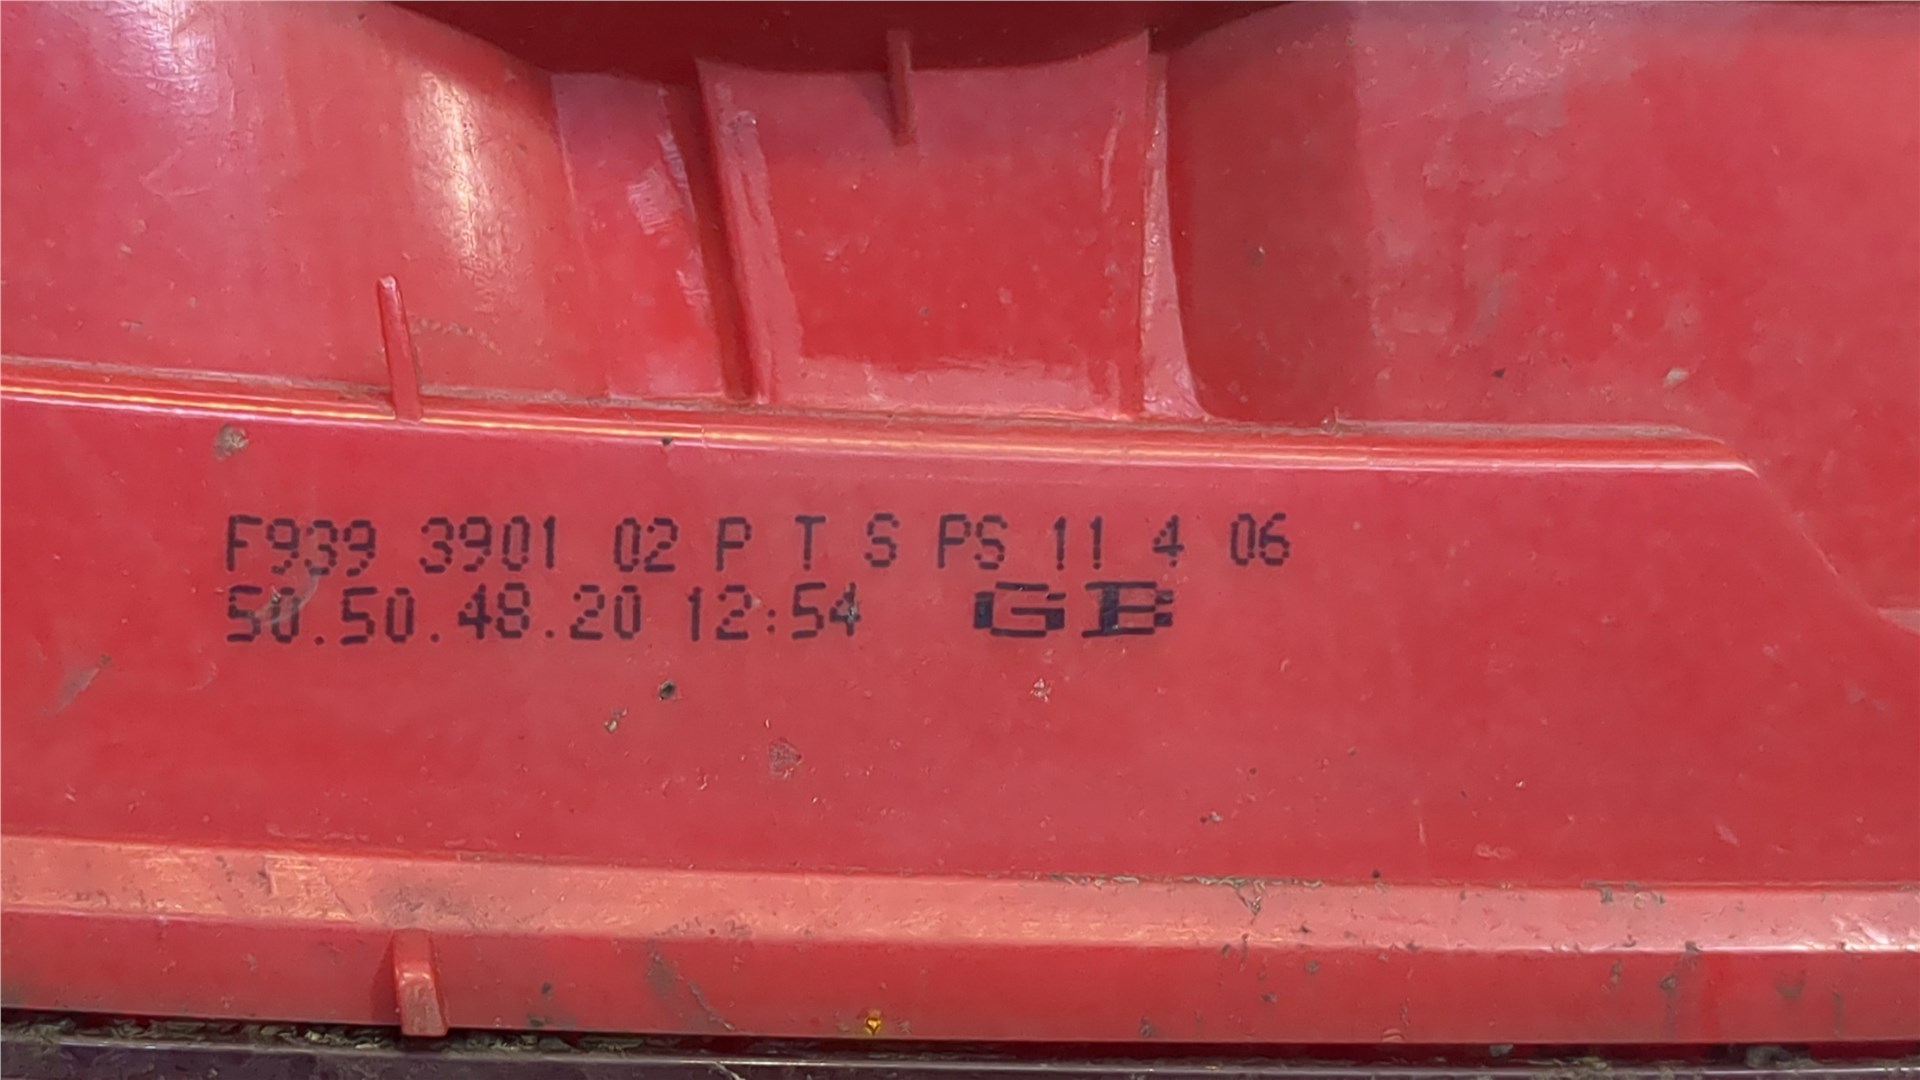 F939 3901 02 P T S PS 11 4 06
50.50.48.20 12:54 GB